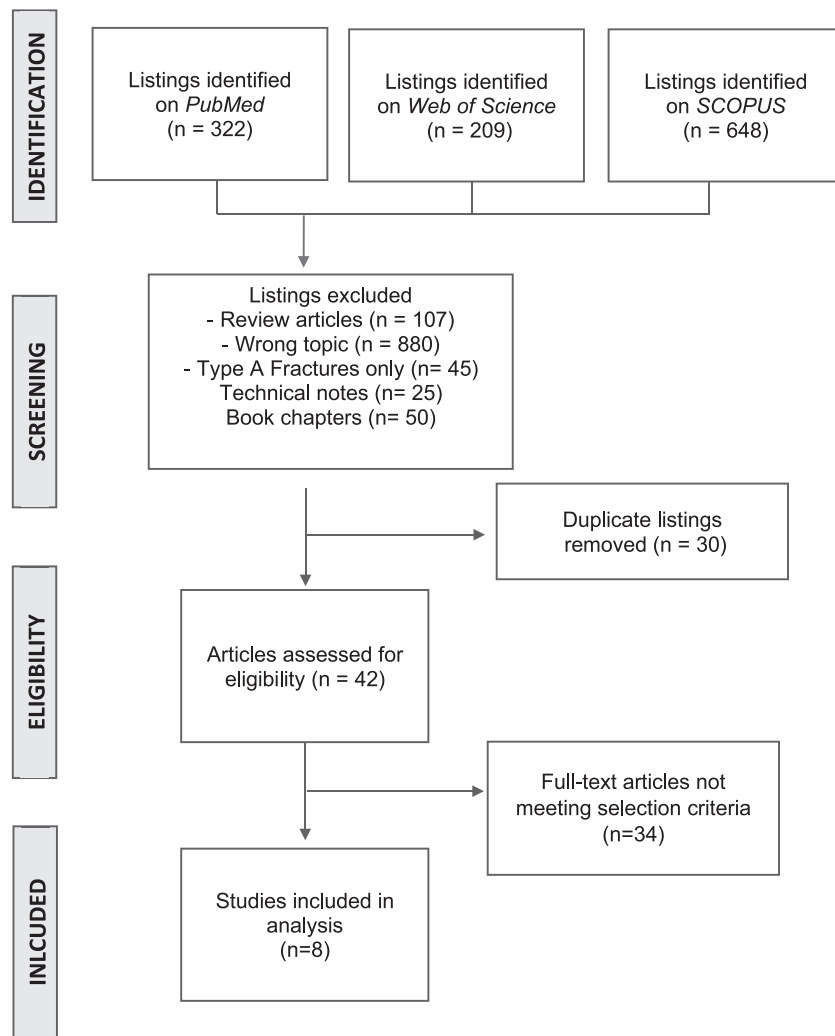 IDENTIFICATION
Listings identified
on PubMed
(n = 322)
Listings identified
on Web of Science
(n = 209)
Listings identified
on SCOPUS
(n = 648)
SCREENING
Listings excluded
- Review articles (n = 107)
- Wrong topic (n = 880)
- Type A Fractures only (n= 45)
Technical notes (n= 25)
Book chapters (n= 50)
Duplicate listings
removed (n = 30)
ELIGIBILITY
Articles assessed for
eligibility (n = 42)
Full-text articles not
meeting selection criteria
(n=34)
INLCUDED
Studies included in
analysis
(n=8)